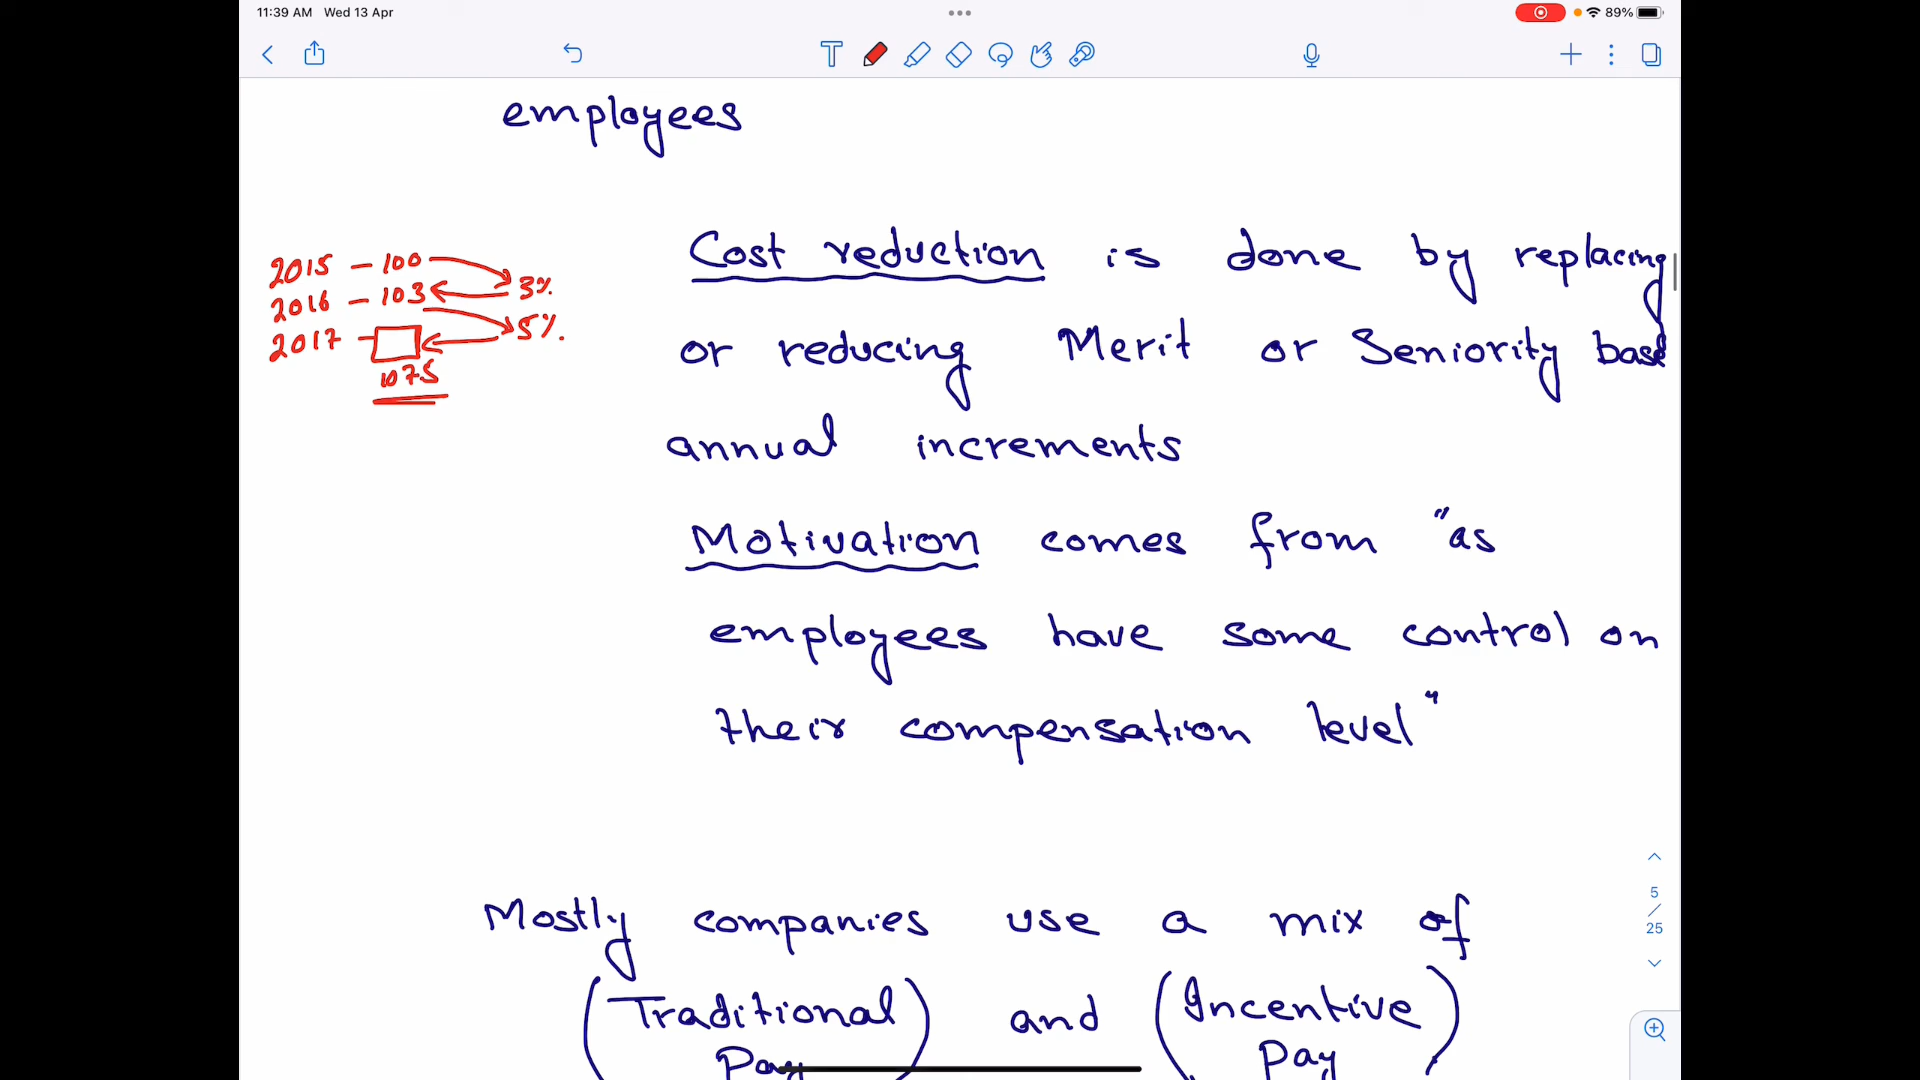 11:39 AM Wed 13 Apr
89%
T
employees
2015 - 100
3%
2016 - 103
5%.
2017 -
1075
Cost reduction is done by replacing
or reducing Merit or Seniority based
annual increments
Motivation comes from "as
employees have some control on
their compensation level"
5
/
25
Mostly companies use a mix of
(Traditional Pay) and (Incentive Pay)